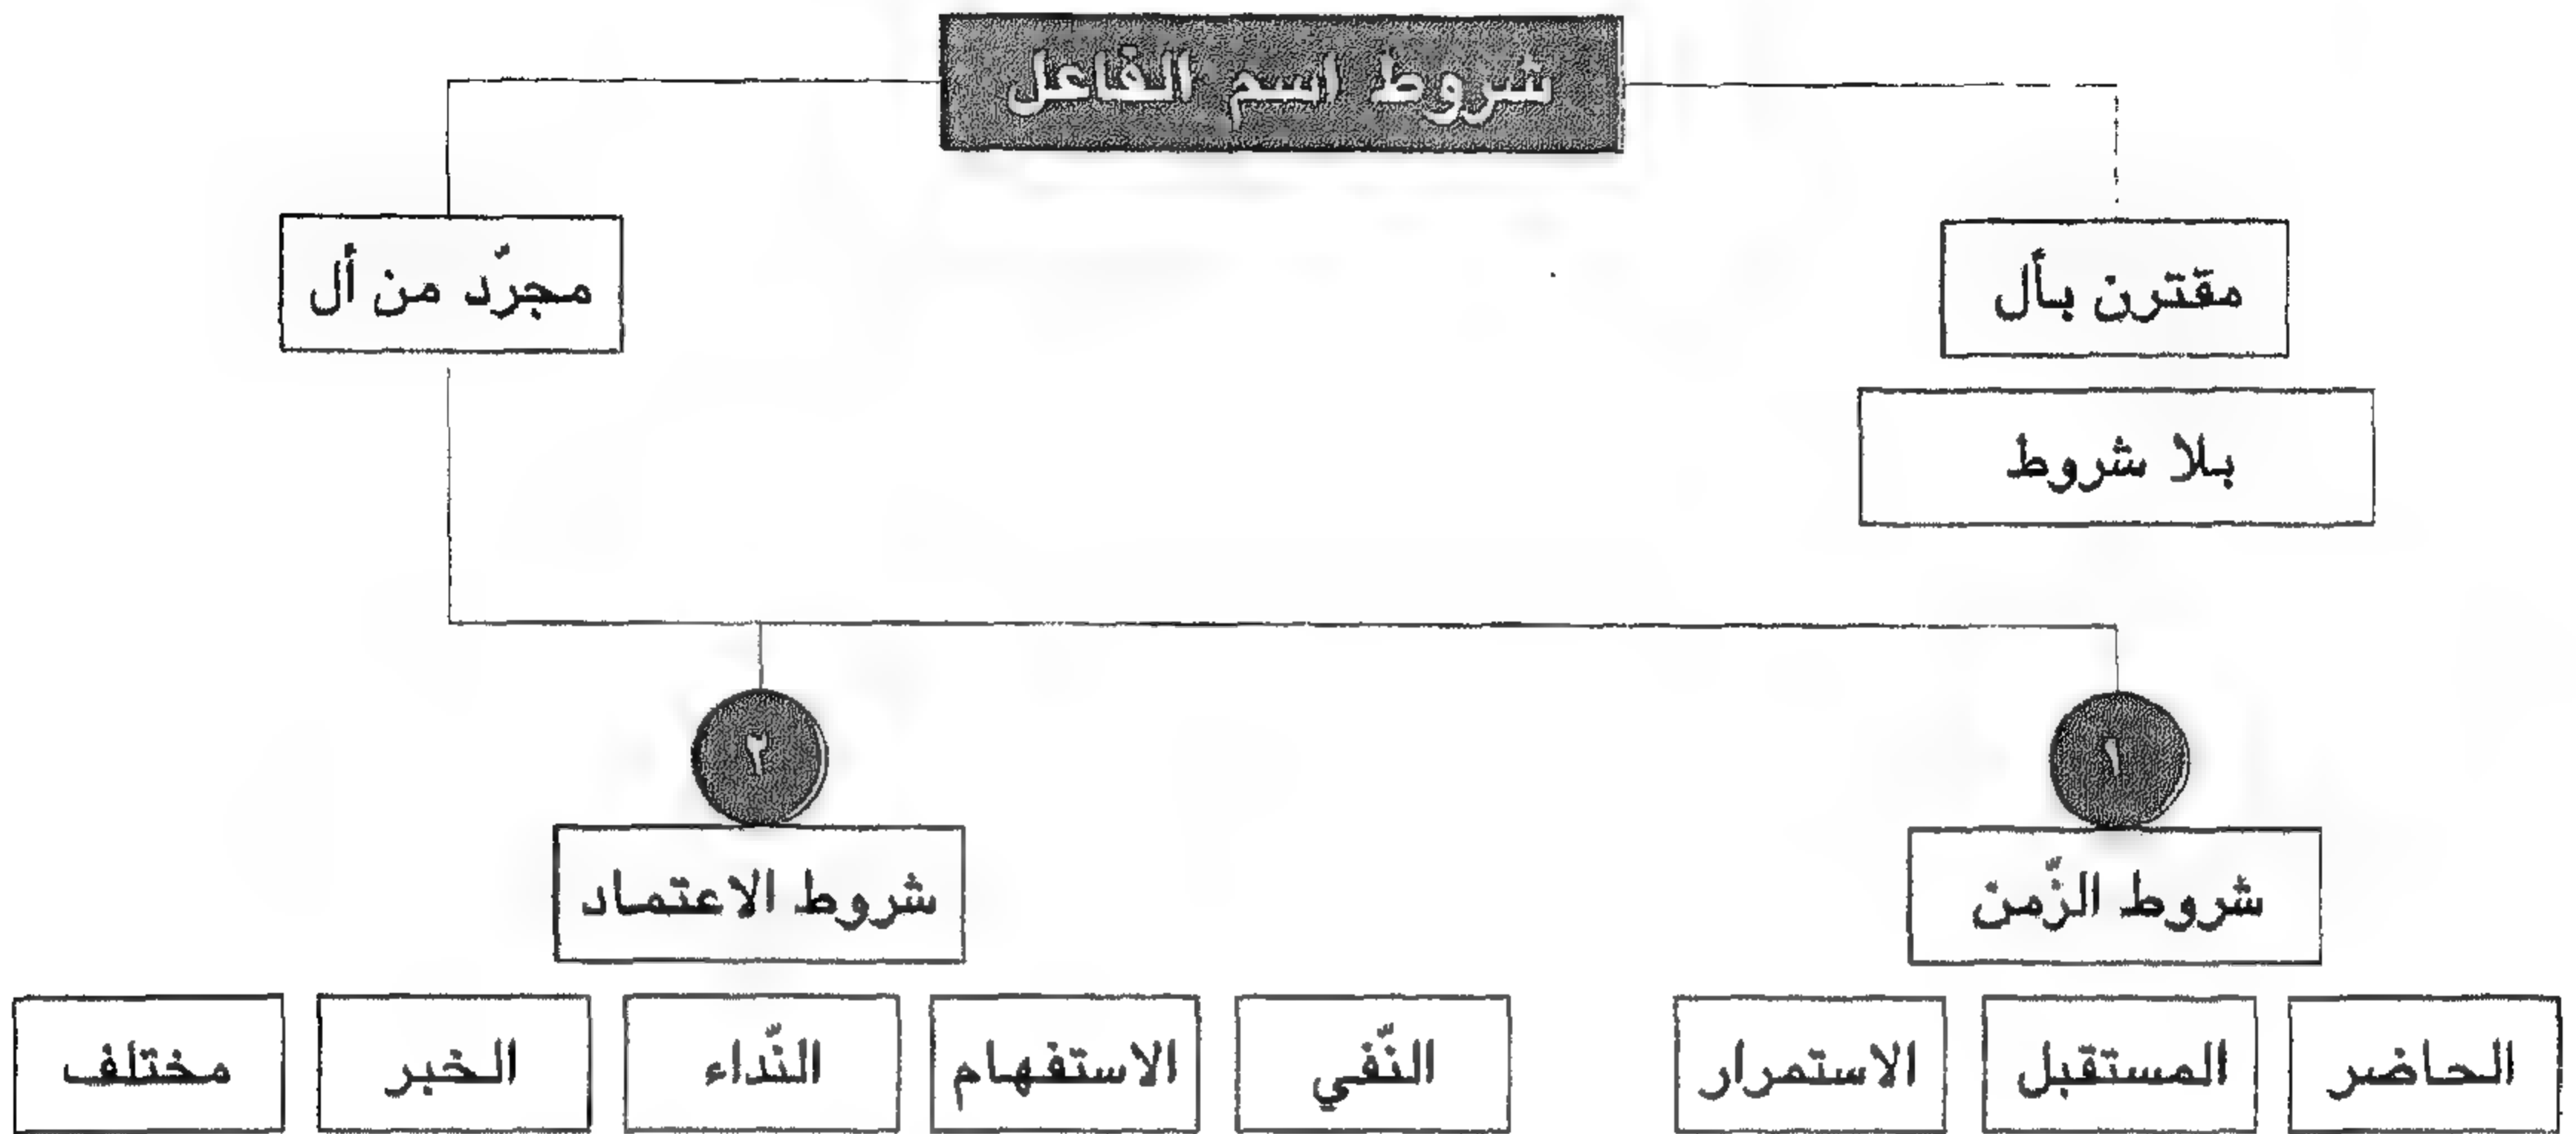 شروط اسم الفاعل
مقترن بأل
مجرّد من أل
بلا شروط
١
٢
شروط الزّمن
شروط الاعتماد
الحاضر
المستقبل
الاستمرار
النّفي
الاستفهام
النّداء
الخبر
مختلف